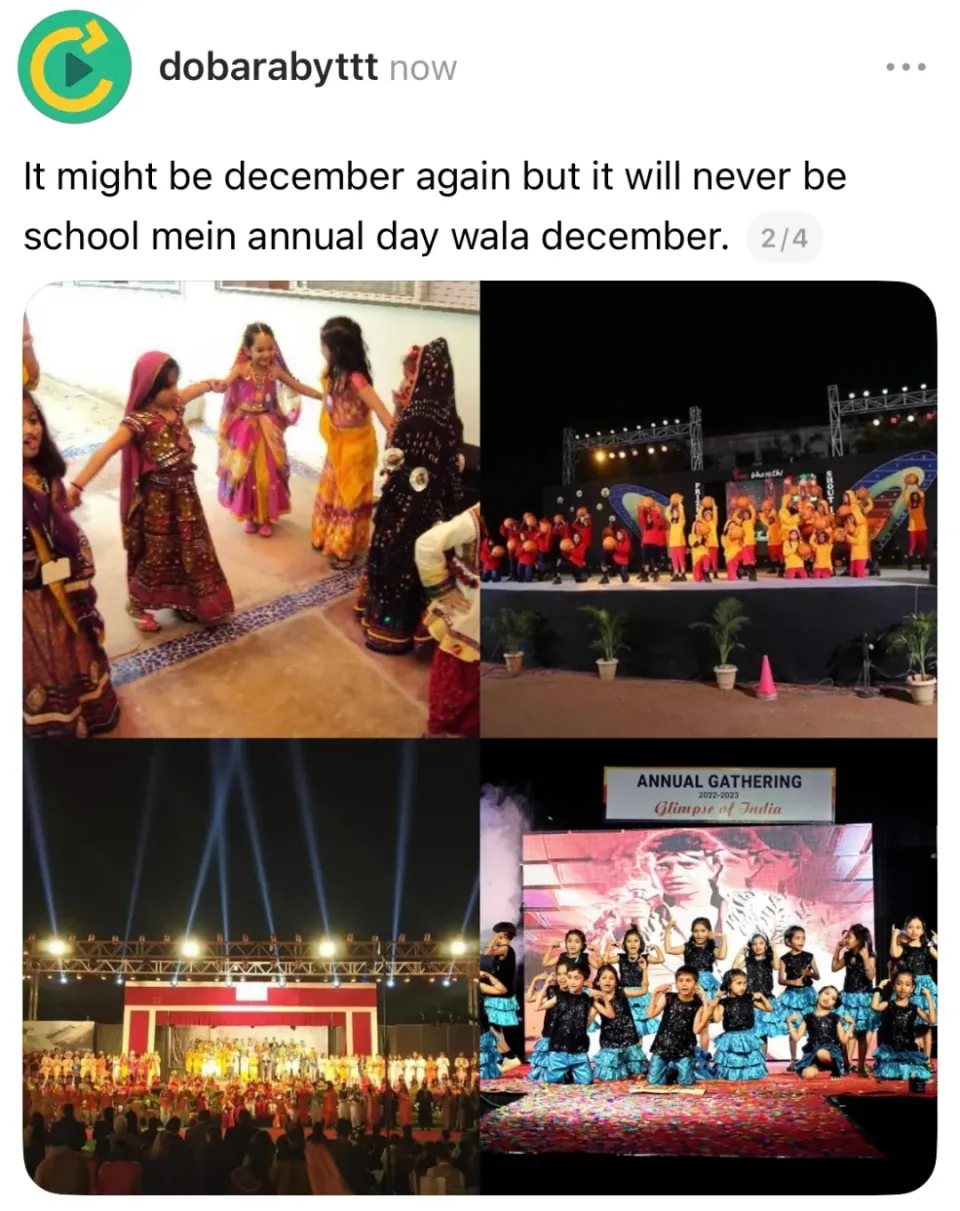 dobarabyttt now
It might be december again but it will never be
school mein annual day wala december. 2/4
SHOUT
ANNUAL GATHERING
2022-2023
Glimpse of India